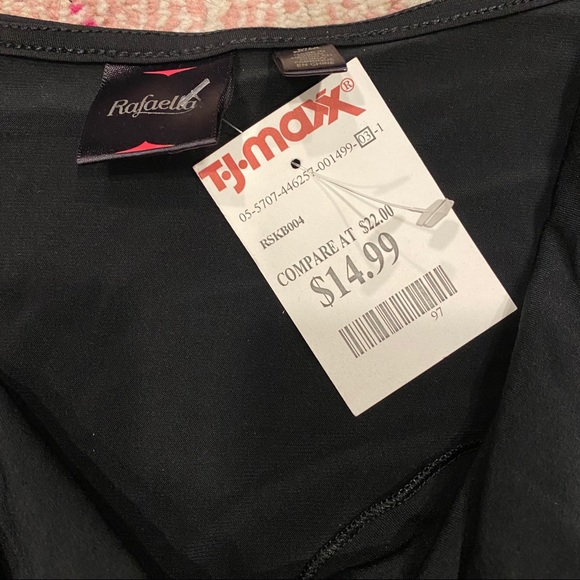 Rafaella
T·J·maxx®
05-5707-446257-001499-03-1
RSKB004
COMPARE AT $22.00
$14.99
97